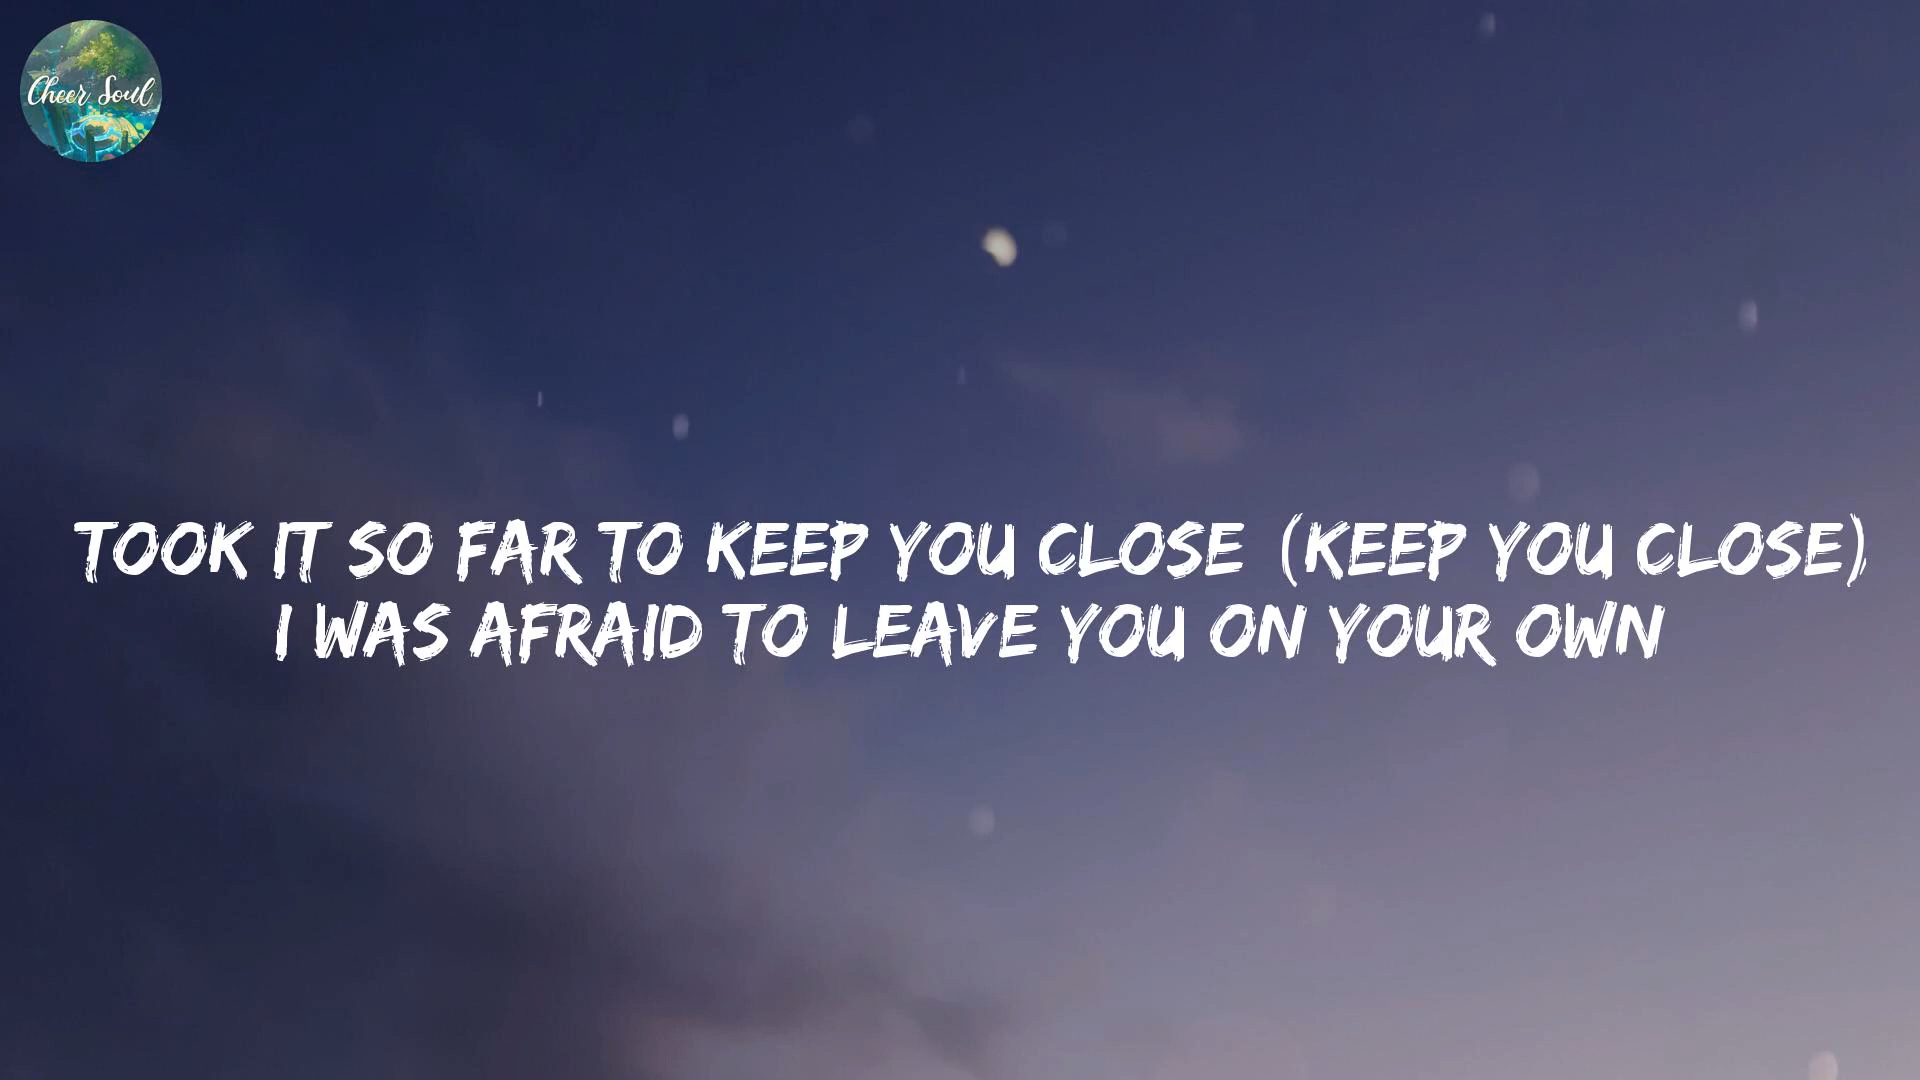 Cheer Soul
TOOK IT SO FAR TO KEEP YOU CLOSE (KEEP YOU CLOSE)
I WAS AFRAID TO LEAVE YOU ON YOUR OWN